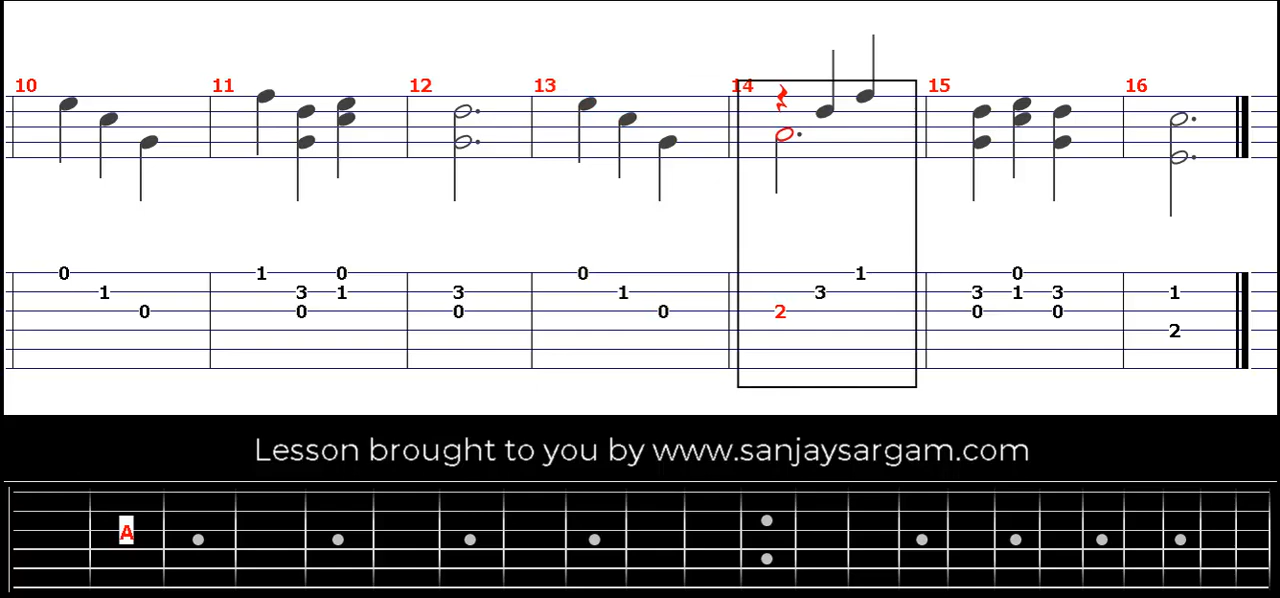 10 11 12 13 14 15 16
0 1 0 0 1 0
1 3 1 3 1 3 3 1 3 1
0 0 0 0 2 0 0
2
Lesson brought to you by www.sanjaysargam.com
A